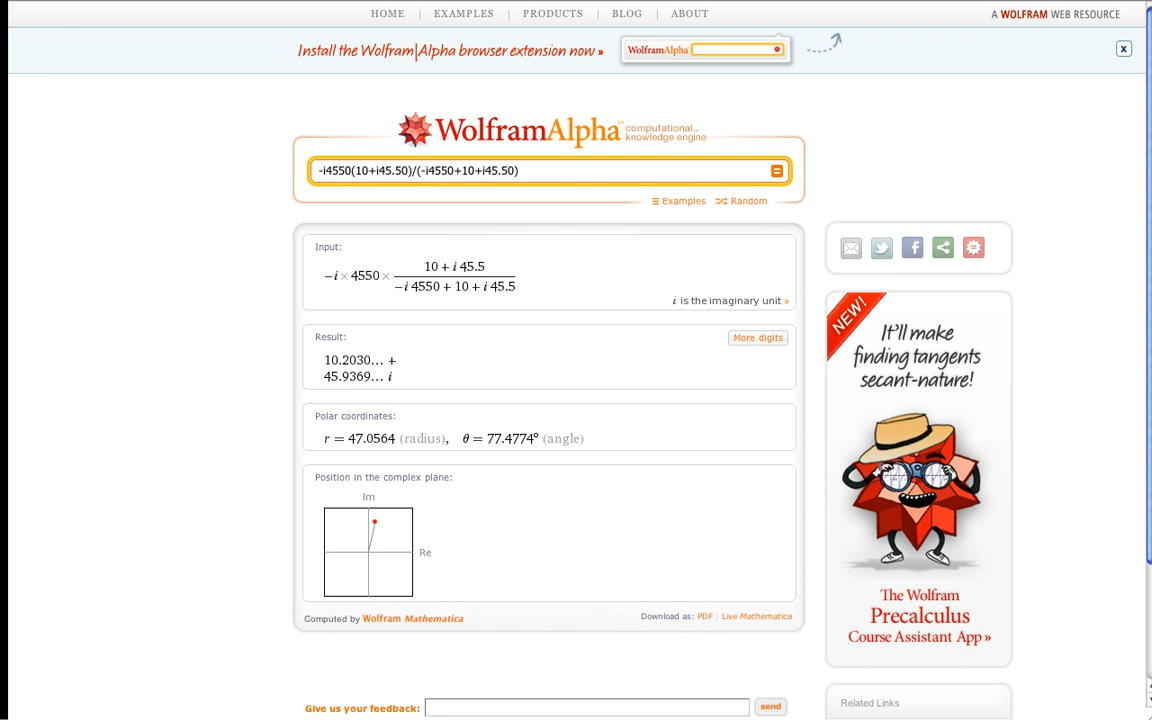 HOME | EXAMPLES | PRODUCTS | BLOG | ABOUT
A WOLFRAM WEB RESOURCE
Install the Wolfram|Alpha browser extension now »
WolframAlpha
x
WolframAlpha™ computational...
knowledge engine
-i4550(10+i45.50)/(-i4550+10+i45.50)
=
Examples Random
Input:
10 + i 45.5
-i × 4550 ×
-i 4550 + 10 + i 45.5
i is the imaginary unit »
Result:
More digits
10.2030... +
45.9369... i
Polar coordinates:
r = 47.0564 (radius), θ = 77.4774° (angle)
Position in the complex plane:
Im
Re
Computed by Wolfram Mathematica
Download as: PDF | Live Mathematica
Give us your feedback:
send
NEW!
It'll make
finding tangents
secant-nature!
The Wolfram
Precalculus
Course Assistant App »
Related Links